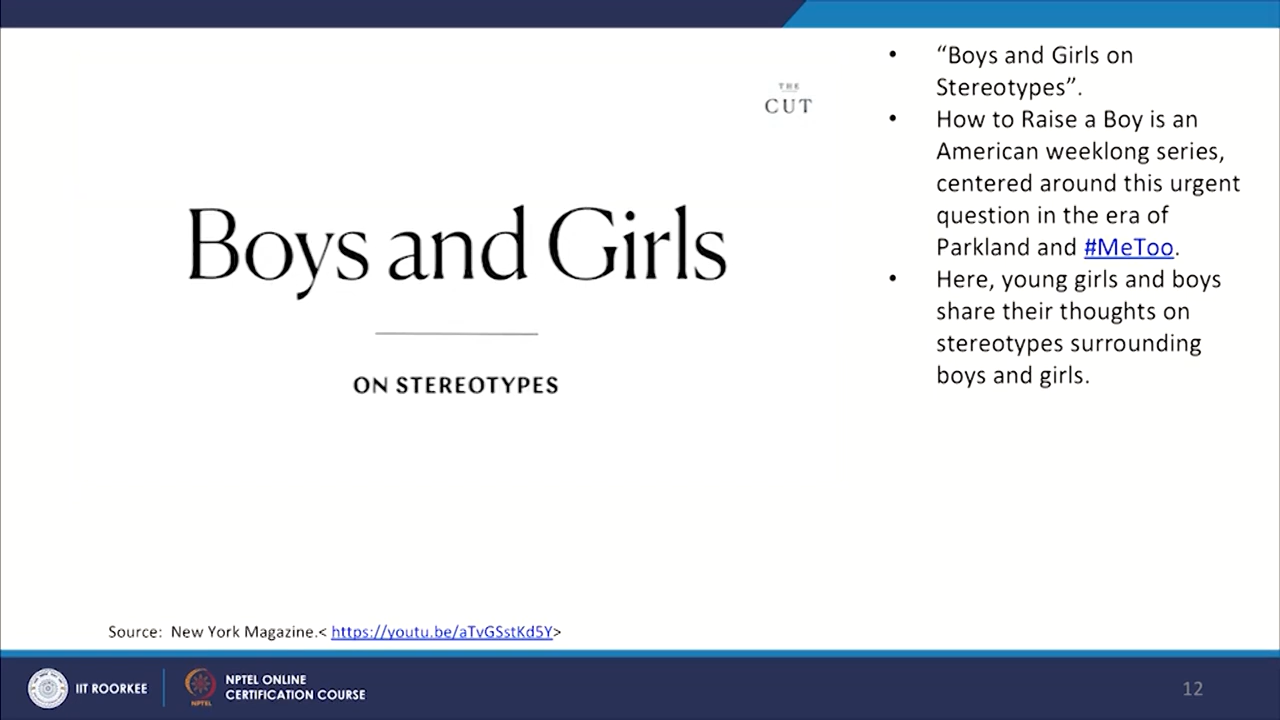 THE
CUT
Boys and Girls
ON STEREOTYPES
• “Boys and Girls on
Stereotypes”.
• How to Raise a Boy is an
American weeklong series,
centered around this urgent
question in the era of
Parkland and #MeToo.
• Here, young girls and boys
share their thoughts on
stereotypes surrounding
boys and girls.
Source: New York Magazine.< https://youtu.be/aTvGSstKd5Y>
IIT ROORKEE
NPTEL
NPTEL ONLINE
CERTIFICATION COURSE
12